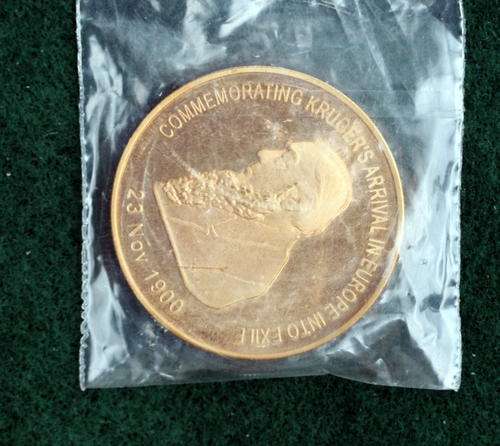 COMMEMORATING KRUGER'S ARRIVAL IN EUROPE INTO EXILE
23 Nov 1900